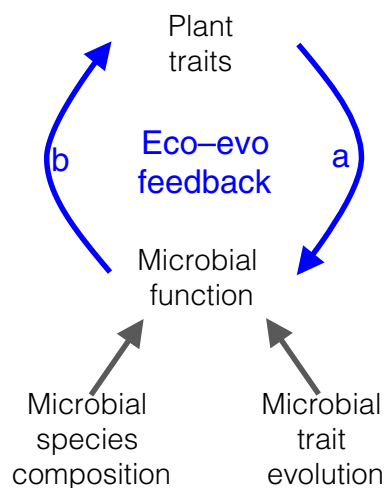 Plant
traits
Eco–evo
feedback
b
a
Microbial
function
Microbial
species
composition
Microbial
trait
evolution